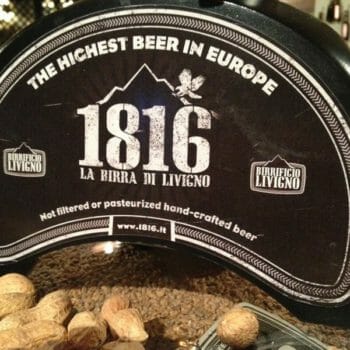 THE HIGHEST BEER IN EUROPE
1816
LA BIRRA DI LIVIGNO
BIRRIFICIO
LIVIGNO
BIRRIFICIO
LIVIGNO
Not filtered or pasteurized hand-crafted beer
www.1816.it